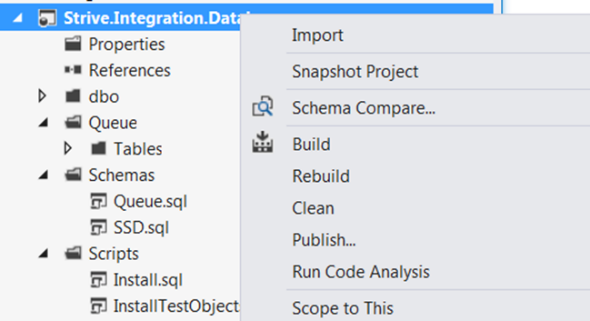 Strive.Integration.Data
Properties
References
dbo
Queue
Tables
Schemas
Queue.sql
SSD.sql
Scripts
Install.sql
InstallTestObject
Import
Snapshot Project
Schema Compare...
Build
Rebuild
Clean
Publish...
Run Code Analysis
Scope to This